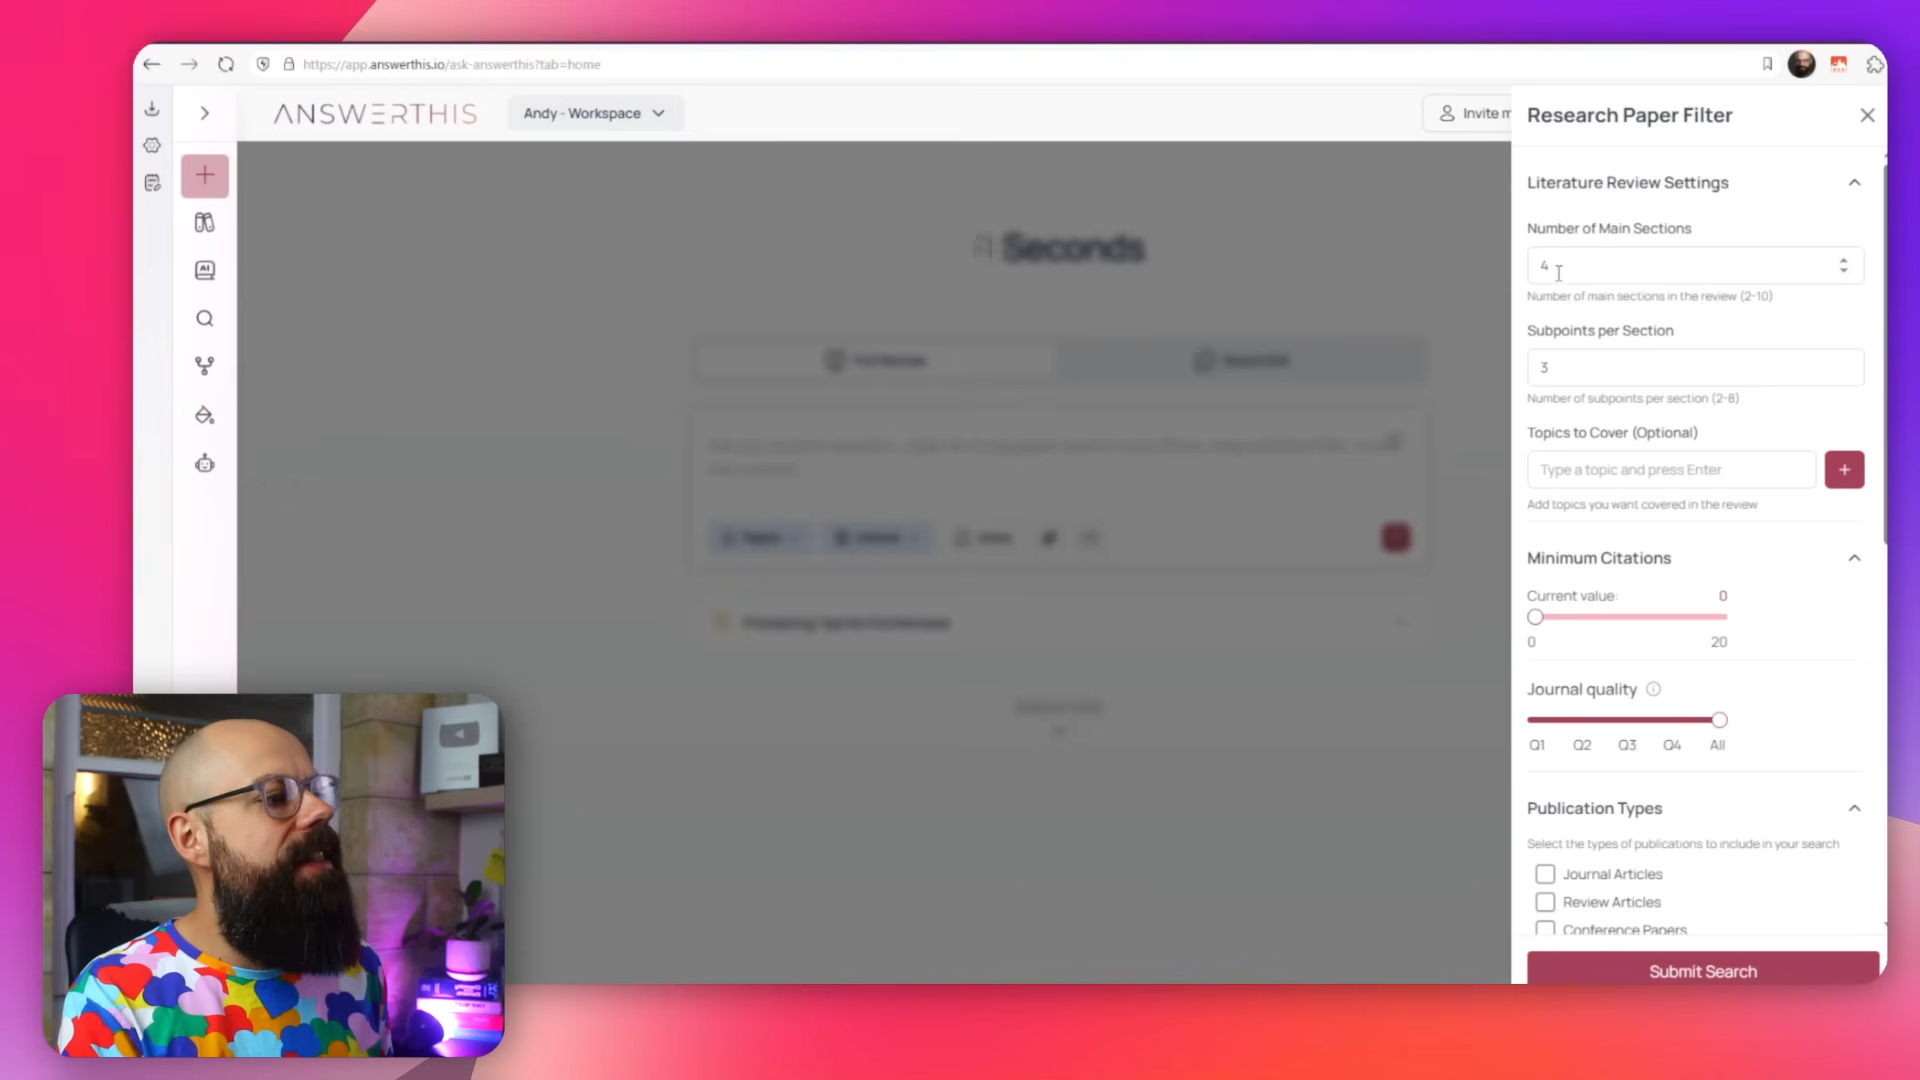 https://app.answerthis.io/ask-answerthis?tab=home
ANSWERTHIS
Andy - Workspace
Invite m
Seconds
Research Paper Filter
Literature Review Settings
Number of Main Sections
4
Number of main sections in the review (2-10)
Subpoints per Section
3
Number of subpoints per section (2-8)
Topics to Cover (Optional)
Type a topic and press Enter
+
Add topics you want covered in the review
Minimum Citations
Current value: 0
0 20
Journal quality
Q1 Q2 Q3 Q4 All
Publication Types
Select the types of publications to include in your search
Journal Articles
Review Articles
Conference Papers
Submit Search
AI